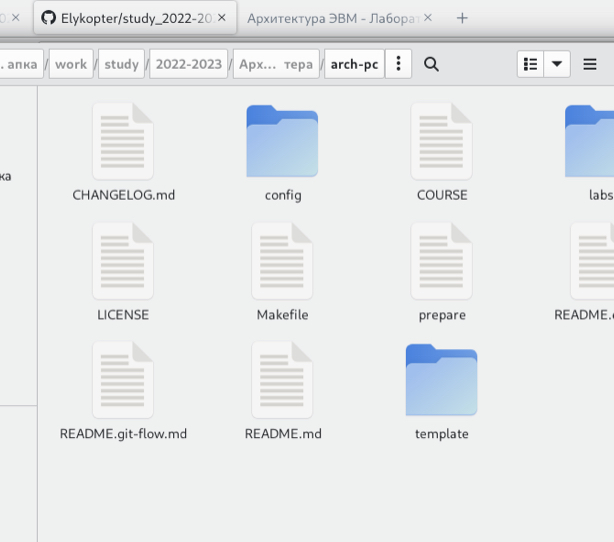 Elykopter/study_2022-20
Архитектура ЭВМ - Лаборат
апка / work / study / 2022-2023 / Арх... тера / arch-pc
ка
CHANGELOG.md config COURSE labs
LICENSE Makefile prepare README.
README.git-flow.md README.md template